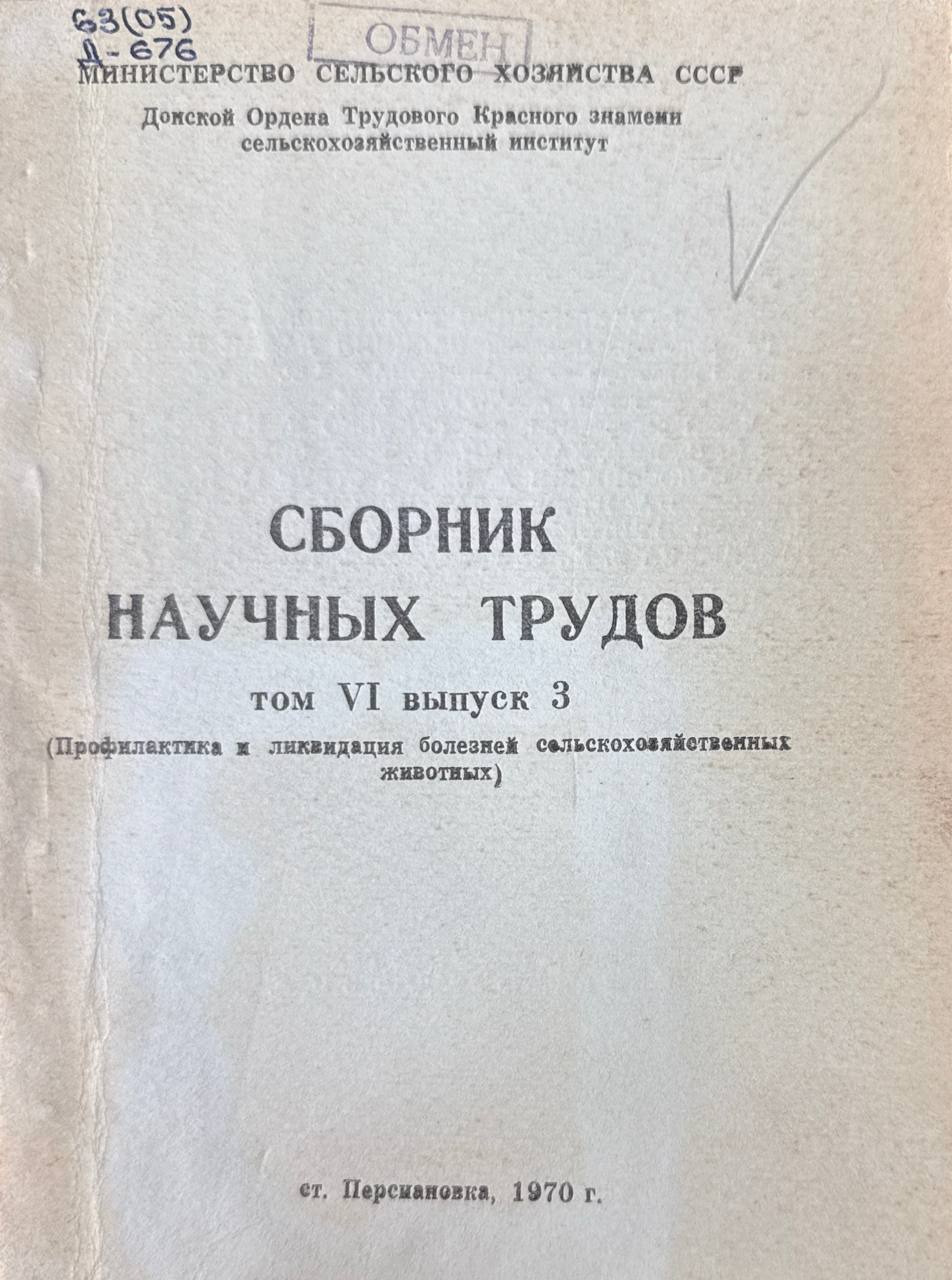 63(05)
Д-676
ОБМЕН
МИНИСТЕРСТВО СЕЛЬСКОГО ХОЗЯЙСТВА СССР
Донской Ордена Трудового Красного знамени
сельскохозяйственный институт
СБОРНИК
НАУЧНЫХ ТРУДОВ
том VI выпуск 3
(Профилактика и ликвидация болезней сельскохозяйственных
животных)
ст. Персиановка, 1970 г.